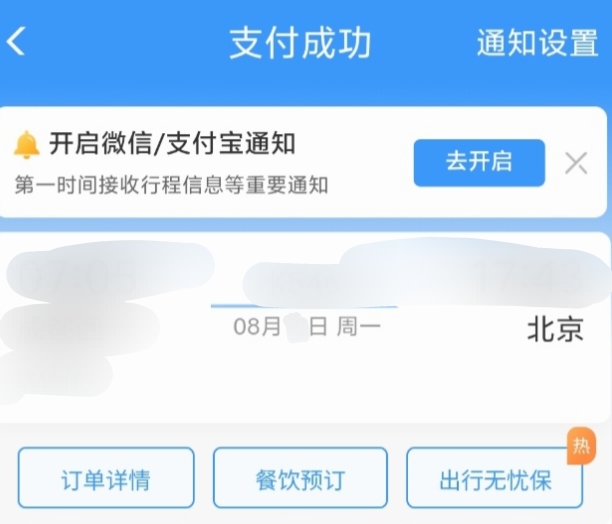 支付成功 通知设置
开启微信/支付宝通知
第一时间接收行程信息等重要通知
去开启
08月 日 周一
北京
订单详情 餐饮预订 出行无忧保
热